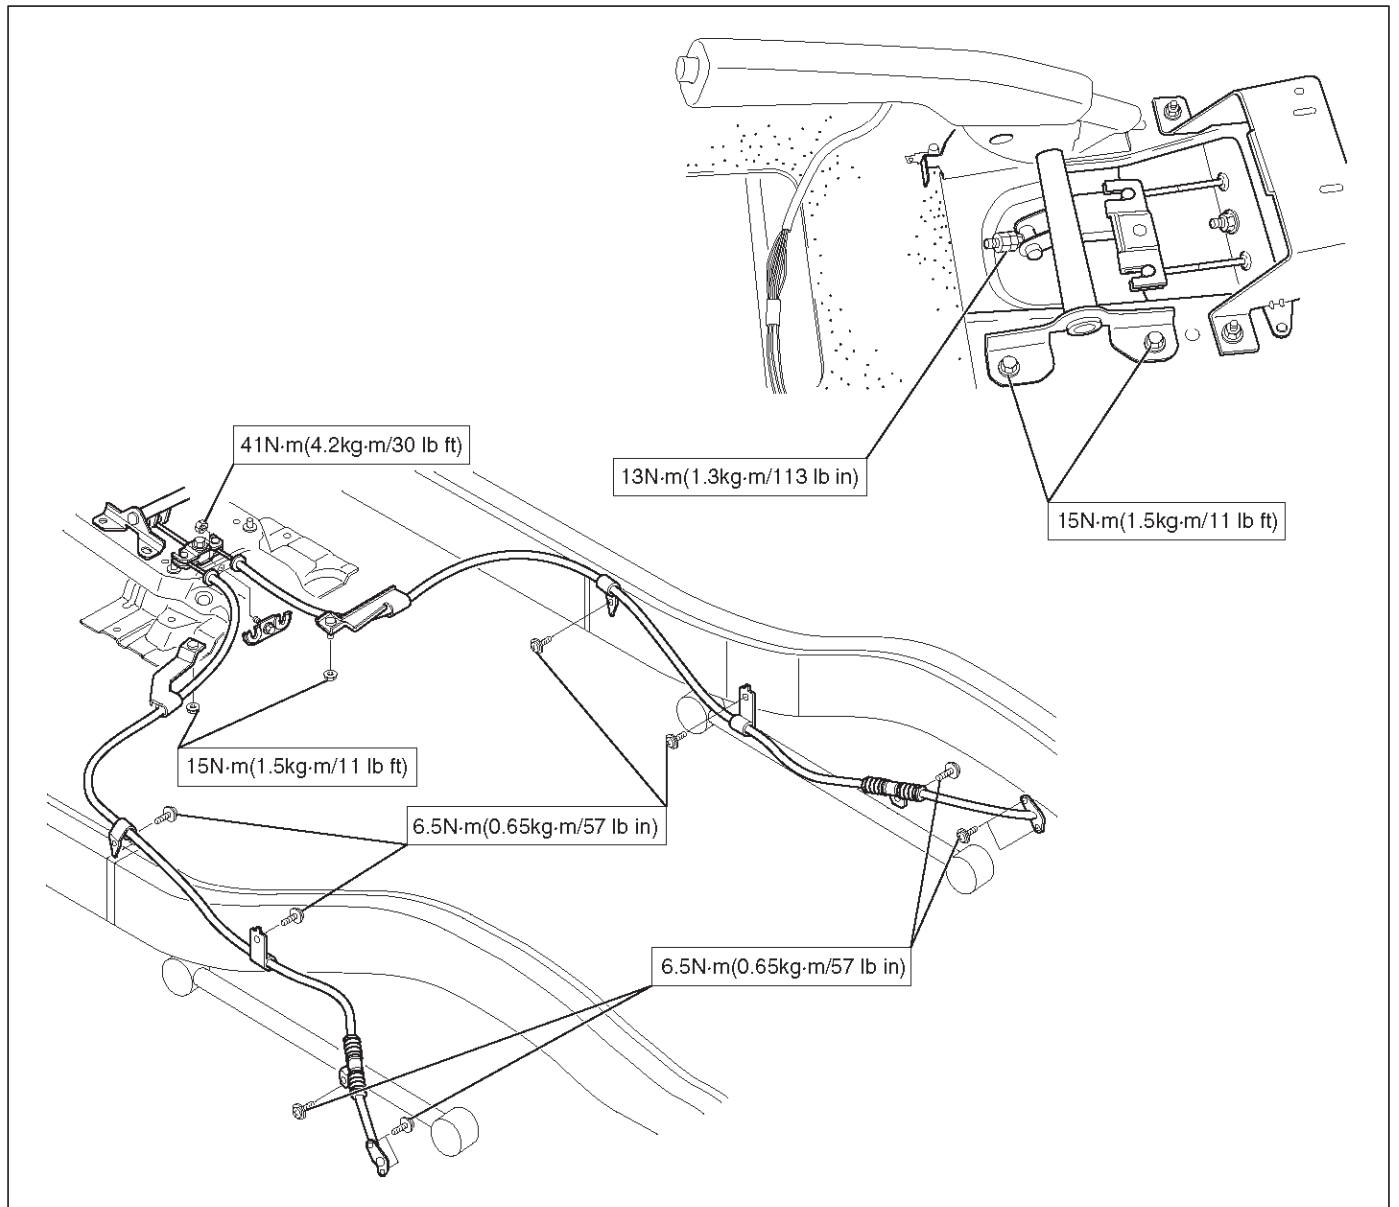 41N·m(4.2kg·m/30 lb ft)
13N·m(1.3kg·m/113 lb in)
15N·m(1.5kg·m/11 lb ft)
15N·m(1.5kg·m/11 lb ft)
6.5N·m(0.65kg·m/57 lb in)
6.5N·m(0.65kg·m/57 lb in)